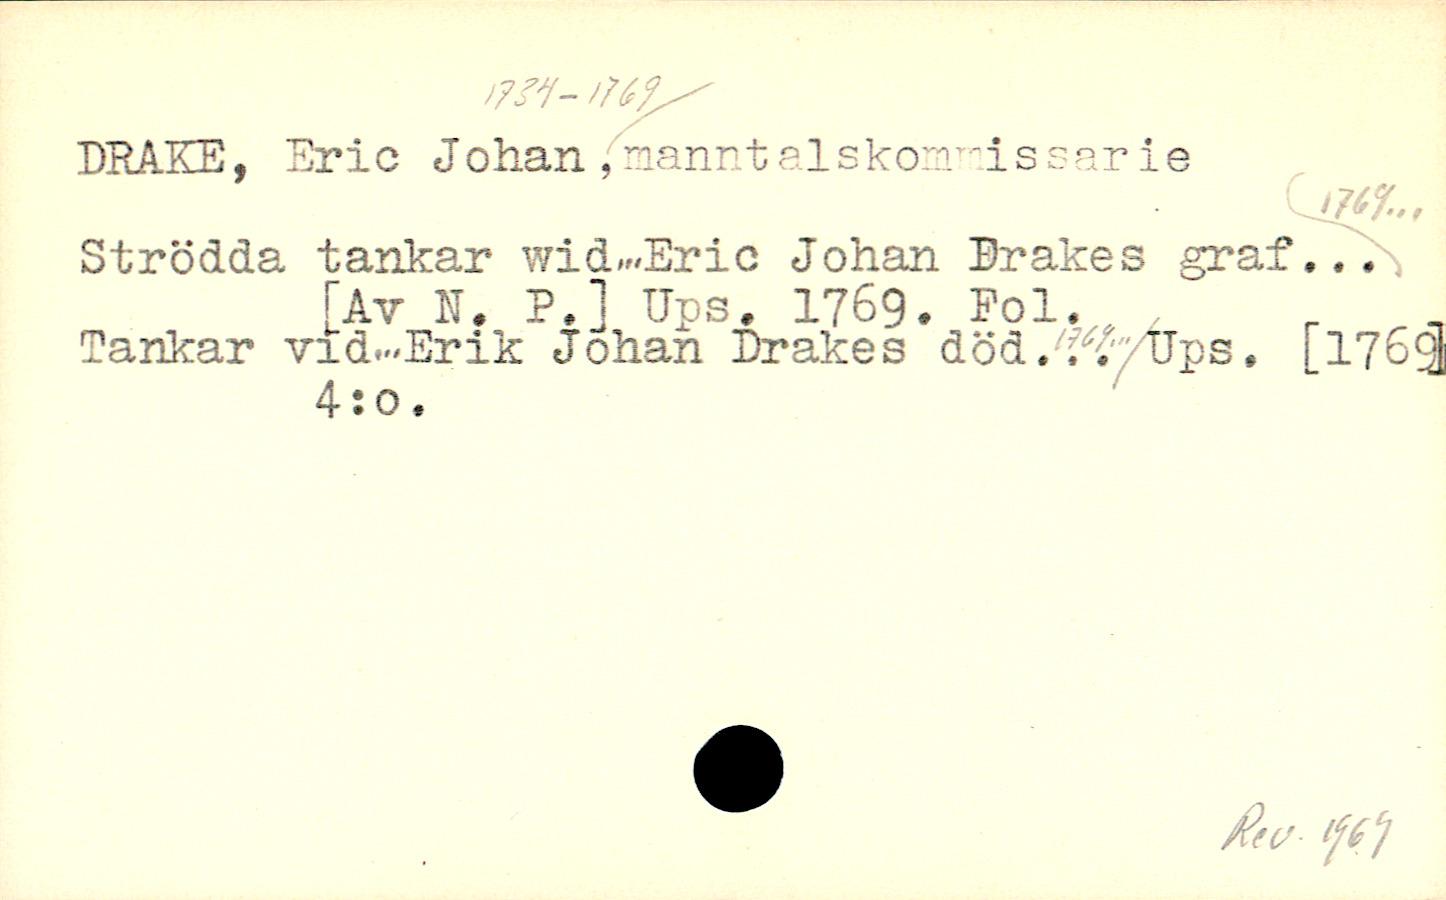 1734-1769
DRAKE, Eric Johan, manntalskommissarie
1769...
Strödda tankar wid... Eric Johan Drakes graf...
[Av N. P.] Ups. 1769. Fol.
Tankar vid... Erik Johan Drakes död... 1769... Ups. [1769]
4:o.
Rev. 1969